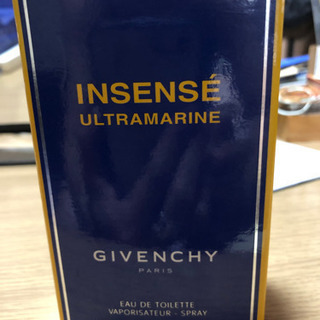 INSENSÉ
ULTRAMARINE
GIVENCHY
PARIS
EAU DE TOILETTE
VAPORISATEUR - SPRAY